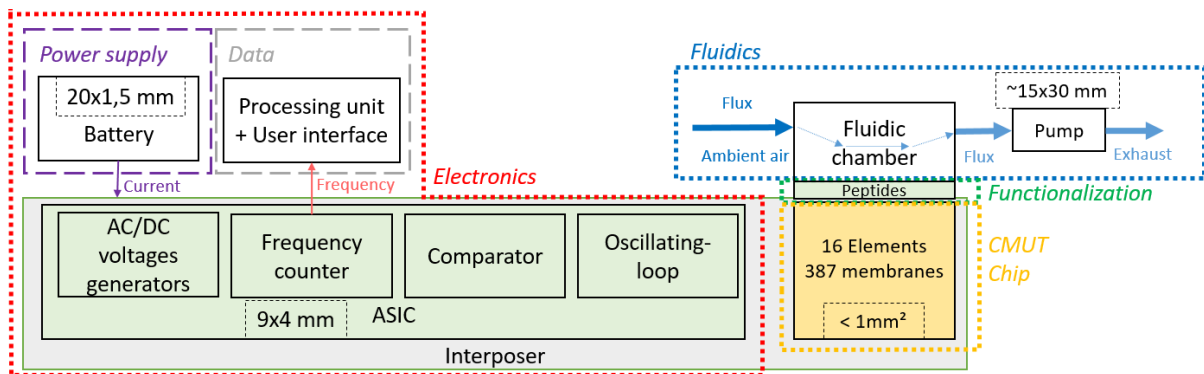 Power supply
20x1,5 mm
Battery
Data
Processing unit
+ User interface
Current
Frequency
Electronics
AC/DC
voltages
generators
Frequency
counter
Comparator
Oscillating-
loop
9x4 mm
ASIC
Interposer
Fluidics
Flux
Ambient air
Fluidic
chamber
Flux
~15x30 mm
Pump
Exhaust
Peptides
Functionalization
16 Elements
387 membranes
< 1mm²
CMUT
Chip